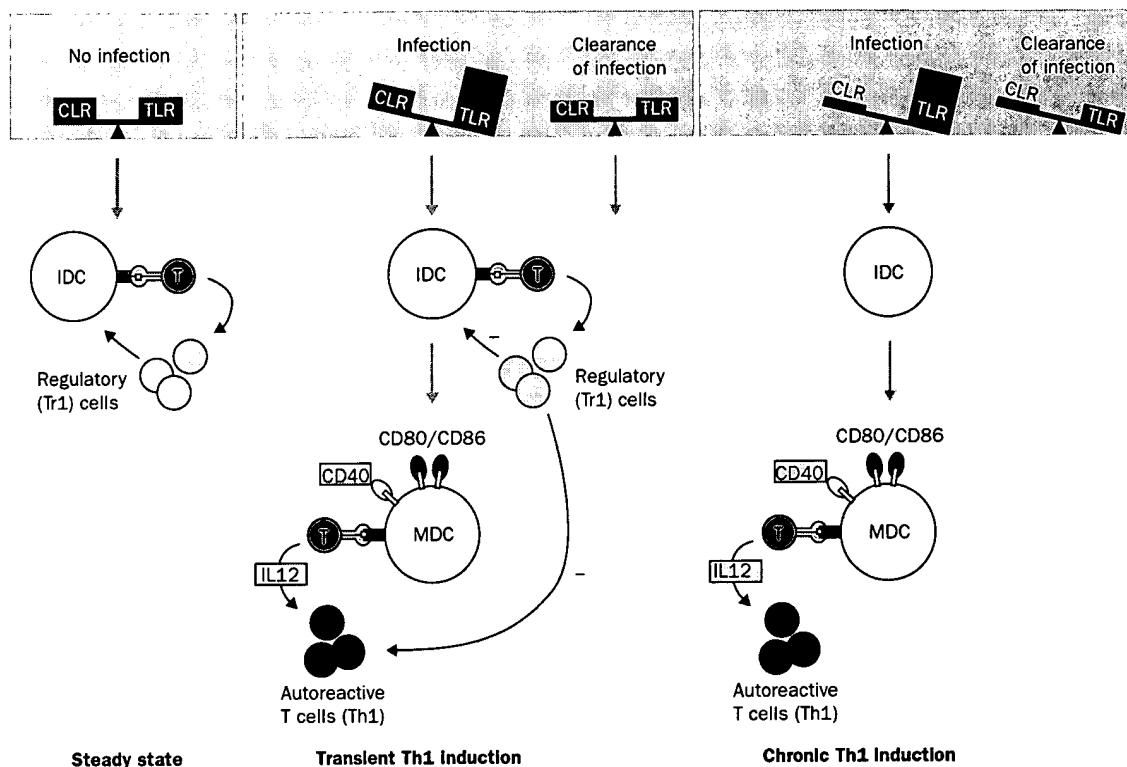 No infection
CLR
TLR
Infection
CLR
TLR
Clearance
of infection
CLR
TLR
Infection
CLR
TLR
Clearance
of infection
CLR
TLR
IDC
T
Regulatory
(Tr1) cells
IDC
T
–
Regulatory
(Tr1) cells
CD80/CD86
CD40
MDC
T
IL12
–
Autoreactive
T cells (Th1)
IDC
CD80/CD86
CD40
MDC
T
IL12
Autoreactive
T cells (Th1)
Steady state
Transient Th1 induction
Chronic Th1 induction